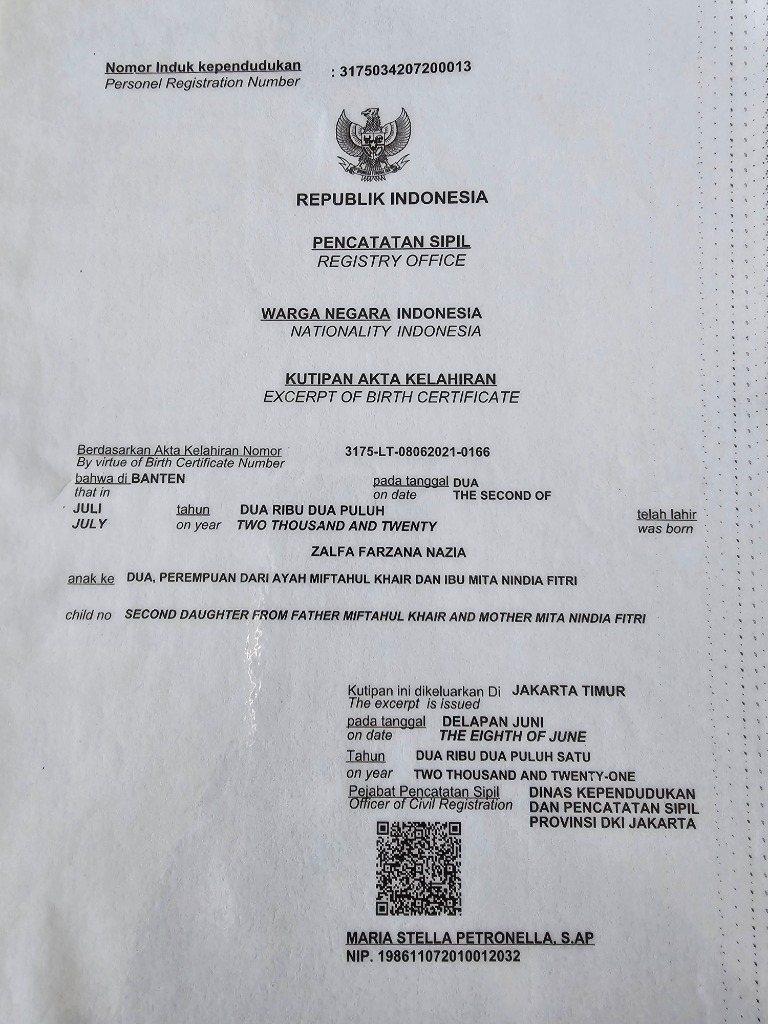 Nomor Induk kependudukan : 3175034207200013
Personel Registration Number
REPUBLIK INDONESIA
PENCATATAN SIPIL
REGISTRY OFFICE
WARGA NEGARA INDONESIA
NATIONALITY INDONESIA
KUTIPAN AKTA KELAHIRAN
EXCERPT OF BIRTH CERTIFICATE
Berdasarkan Akta Kelahiran Nomor 3175-LT-08062021-0166
By virtue of Birth Certificate Number
bahwa di BANTEN pada tanggal DUA
that in on date THE SECOND OF
JULI tahun DUA RIBU DUA PULUH telah lahir
JULY on year TWO THOUSAND AND TWENTY was born
ZALFA FARZANA NAZIA
anak ke DUA, PEREMPUAN DARI AYAH MIFTAHUL KHAIR DAN IBU MITA NINDIA FITRI
child no SECOND DAUGHTER FROM FATHER MIFTAHUL KHAIR AND MOTHER MITA NINDIA FITRI
Kutipan ini dikeluarkan Di JAKARTA TIMUR
The excerpt is issued
pada tanggal DELAPAN JUNI
on date THE EIGHTH OF JUNE
Tahun DUA RIBU DUA PULUH SATU
on year TWO THOUSAND AND TWENTY-ONE
Pejabat Pencatatan Sipil DINAS KEPENDUDUKAN
Officer of Civil Registration DAN PENCATATAN SIPIL
PROVINSI DKI JAKARTA
MARIA STELLA PETRONELLA, S.AP
NIP. 198611072010012032